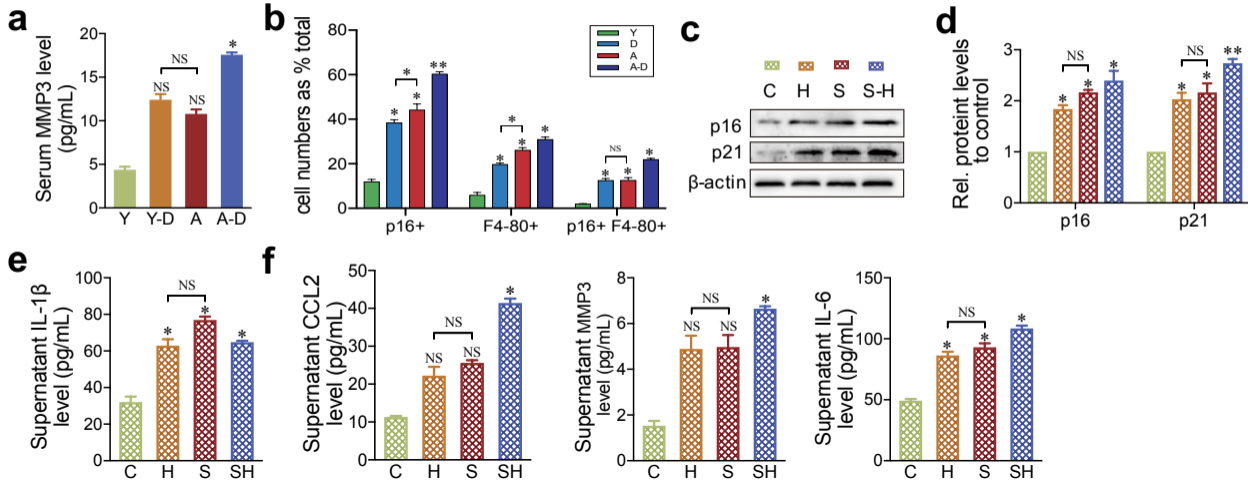 a
Serum MMP3 level
(pg/mL)
20
15
10
5
0
NS
NS
NS
*
Y
Y-D
A
A-D
b
cell numbers as % total
80
60
40
20
0
Y
D
A
A-D
*
*
*
**
*
*
*
*
NS
*
*
*
p16+
F4-80+
p16+ F4-80+
c
C
H
S
S-H
p16
p21
β-actin
d
Rel. proteint levels
to control
3
2
1
0
NS
*
*
*
NS
*
*
**
p16
p21
e
Supernatant IL-1β
level (pg/mL)
100
80
60
40
20
0
NS
*
*
*
C
H
S
SH
f
Supernatant CCL2
level (pg/mL)
50
40
30
20
10
0
NS
NS
NS
*
C
H
S
SH
Supernatant MMP3
level (pg/mL)
8
6
4
2
0
NS
NS
NS
*
C
H
S
SH
Supernatant IL-6
level (pg/mL)
150
100
50
0
NS
*
*
*
C
H
S
SH